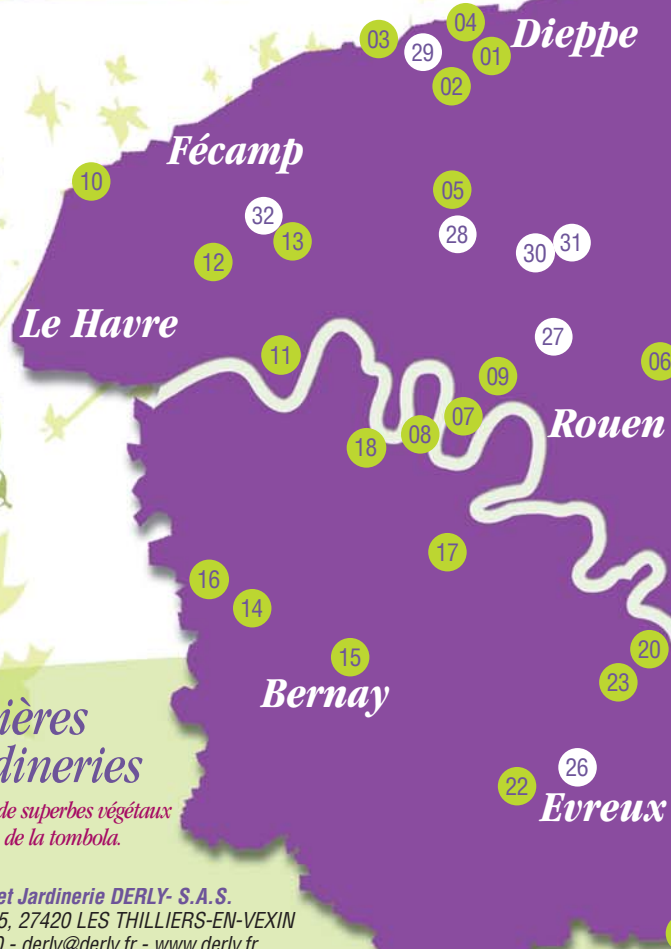 04
03
Dieppe
29
01
02
Fécamp
10
05
32
28
13
31
30
12
Le Havre
27
11
06
09
07
Rouen
08
18
17
16
14
20
15
23
Bernay
26
22
Evreux
ières
dineries
de superbes végétaux
de la tombola.
et Jardinerie DERLY- S.A.S.
5, 27420 LES THILLIERS-EN-VEXIN
0 - derly@derly.fr - www.derly.fr